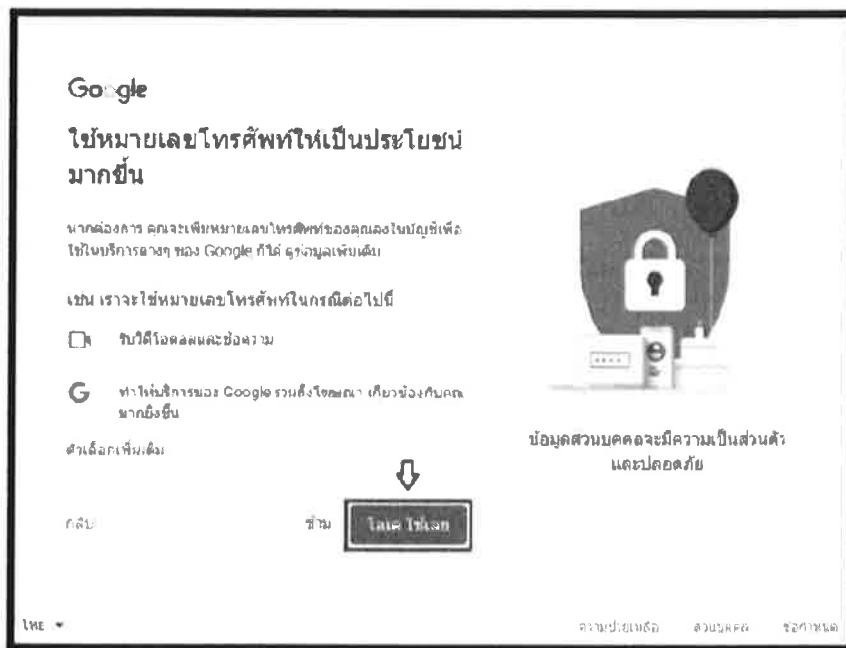 Google
ใช้หมายเลขโทรศัพท์ให้เป็นประโยชน์
มากขึ้น
หากต้องการ คุณจะเพิ่มหมายเลขโทรศัพท์ของคุณลงในบัญชีเพื่อ
ใช้ในบริการต่างๆ ของ Google ก็ได้ ดูข้อมูลเพิ่มเติม
เช่น เราจะใช้หมายเลขโทรศัพท์ในกรณีต่อไปนี้
รับวิดีโอคอลและข้อความ
G ทำให้บริการของ Google รวมถึงโฆษณา เกี่ยวข้องกับคุณ
มากยิ่งขึ้น
ตัวเลือกเพิ่มเติม
ข้อมูลส่วนบุคคลจะมีความเป็นส่วนตัว
และปลอดภัย
กลับ ข้าม โอเค ใช้เลย
ไทย ความช่วยเหลือ ส่วนบุคคล ข้อกำหนด